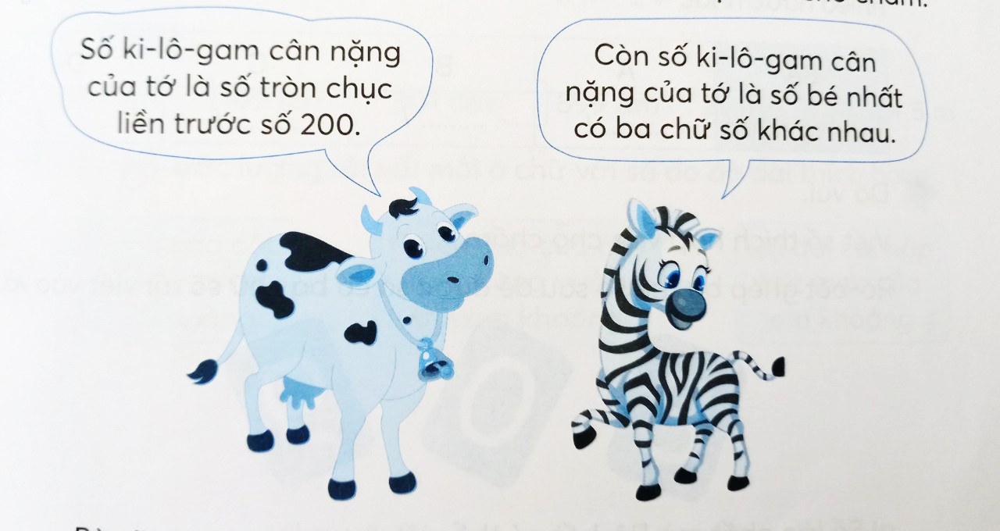 Số ki-lô-gam cân nặng
của tớ là số tròn chục
liền trước số 200.
Còn số ki-lô-gam cân
nặng của tớ là số bé nhất
có ba chữ số khác nhau.